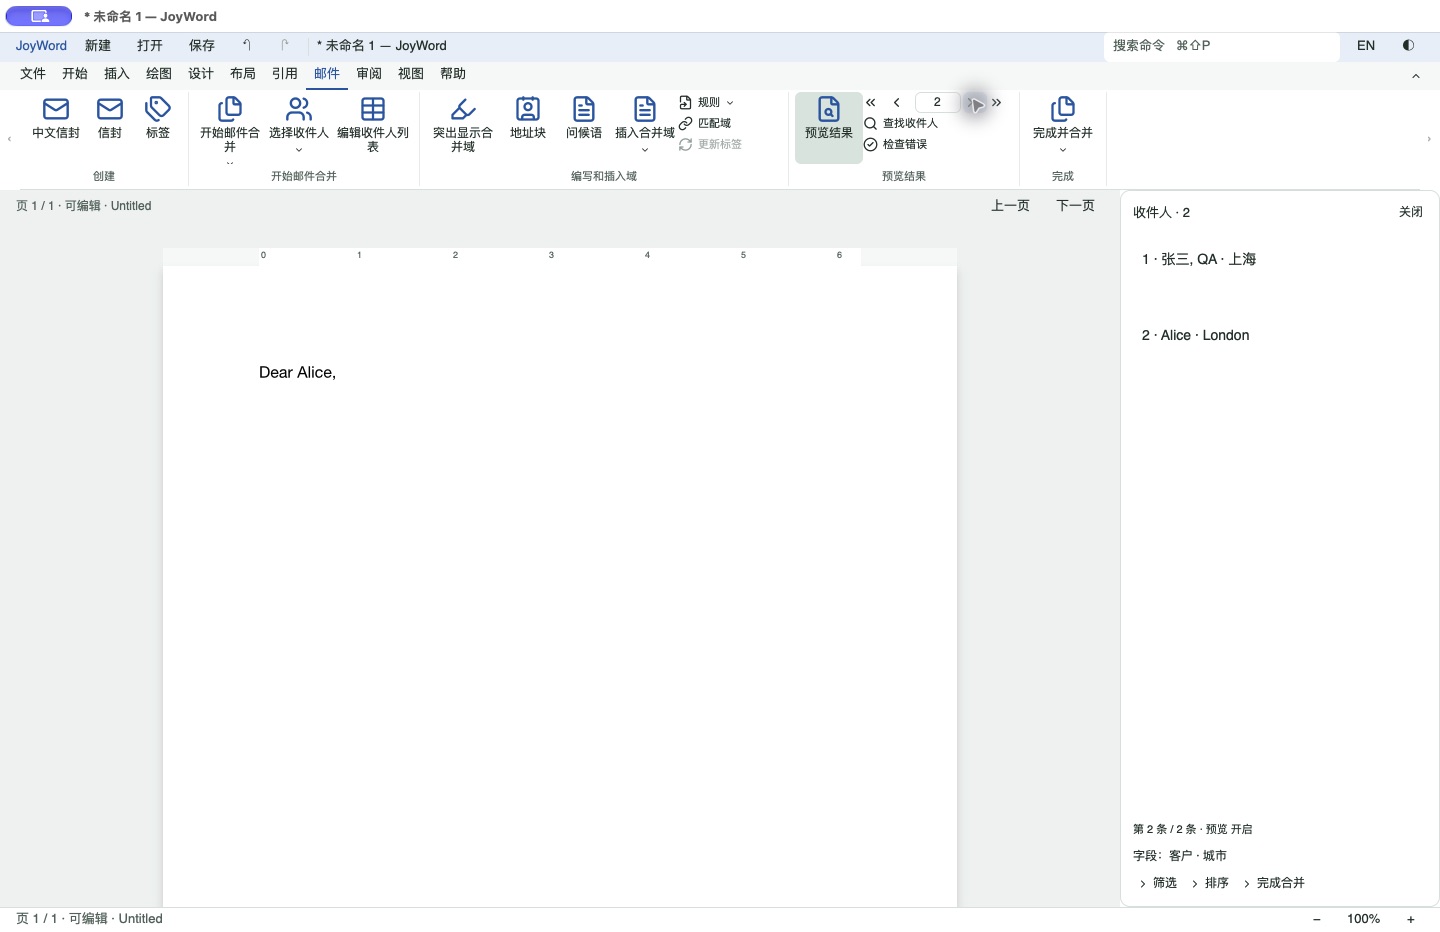 * 未命名 1 — JoyWord
JoyWord 新建 打开 保存 * 未命名 1 — JoyWord 搜索命令 ⌘⇧P EN
文件 开始 插入 绘图 设计 布局 引用 邮件 审阅 视图 帮助
中文信封 信封 标签
创建
开始邮件合
并
选择收件人
编辑收件人列
表
开始邮件合并
突出显示合
并域
地址块 问候语 插入合并域
规则
匹配域
更新标签
编写和插入域
预览结果
2
查找收件人
检查错误
预览结果
完成并合并
完成
页 1 / 1 · 可编辑 · Untitled 上一页 下一页
0 1 2 3 4 5 6
Dear Alice,
收件人 · 2 关闭
1 · 张三, QA · 上海
2 · Alice · London
第 2 条 / 2 条 · 预览 开启
字段：客户 · 城市
筛选 排序 完成合并
页 1 / 1 · 可编辑 · Untitled − 100% +